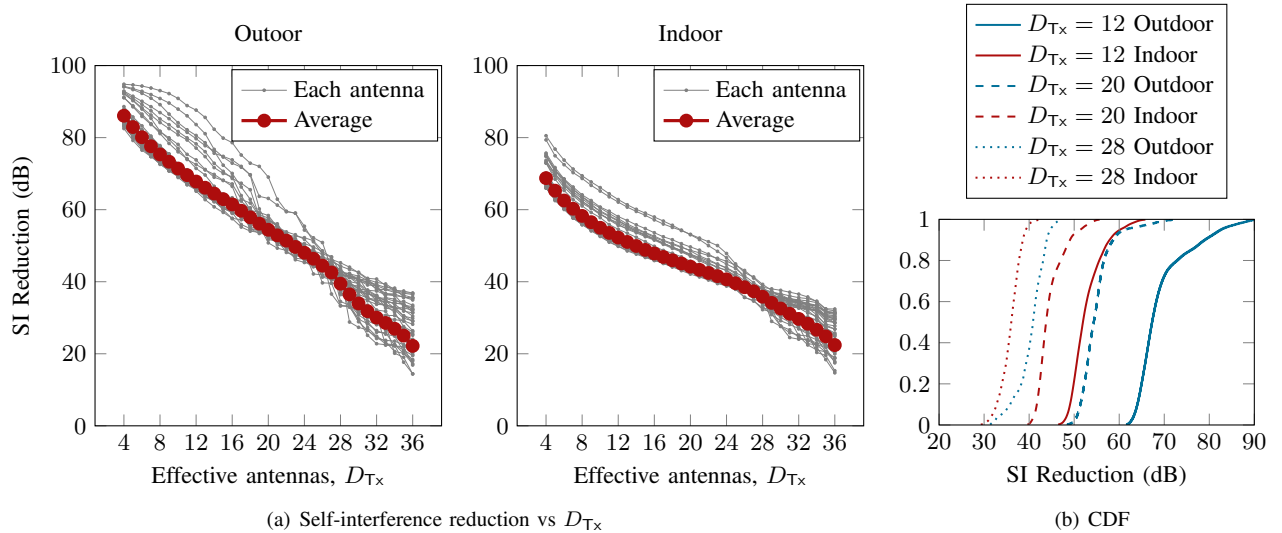 Outoor
SI Reduction (dB)
100
80
60
40
20
0
4 8 12 16 20 24 28 32 36
Effective antennas, D_Tx
Each antenna
Average
Indoor
100
80
60
40
20
0
4 8 12 16 20 24 28 32 36
Effective antennas, D_Tx
Each antenna
Average
(a) Self-interference reduction vs D_Tx
D_Tx = 12 Outdoor
D_Tx = 12 Indoor
D_Tx = 20 Outdoor
D_Tx = 20 Indoor
D_Tx = 28 Outdoor
D_Tx = 28 Indoor
1
0.8
0.6
0.4
0.2
0
20 30 40 50 60 70 80 90
SI Reduction (dB)
(b) CDF